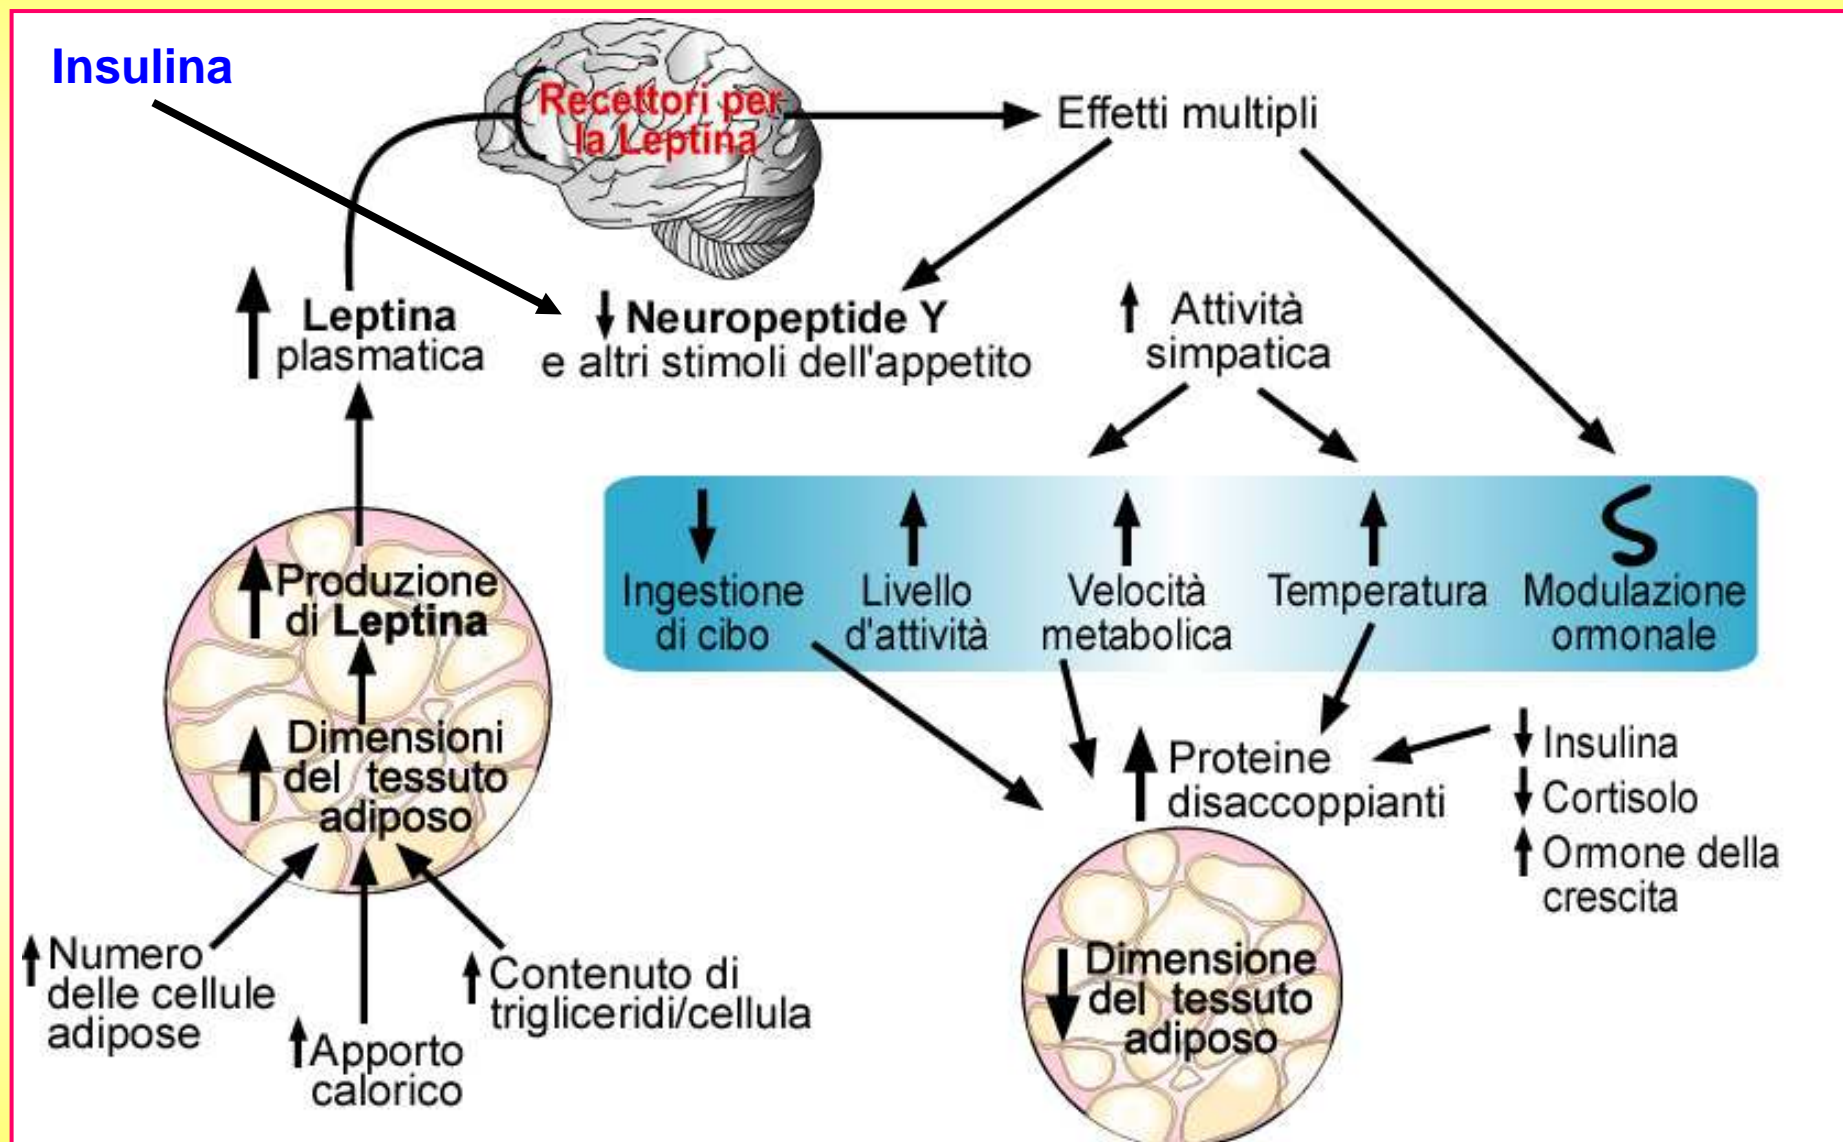 Insulina
Recettori per
la Leptina
Effetti multipli
Leptina
plasmatica
Neuropeptide Y
e altri stimoli dell'appetito
Attività
simpatica
Produzione
di Leptina
Dimensioni
del tessuto
adiposo
Ingestione
di cibo
Livello
d'attività
Velocità
metabolica
Temperatura
Modulazione
ormonale
Proteine
disaccoppianti
Insulina
Cortisolo
Ormone della
crescita
Numero
delle cellule
adipose
Apporto
calorico
Contenuto di
trigliceridi/cellula
Dimensione
del tessuto
adiposo